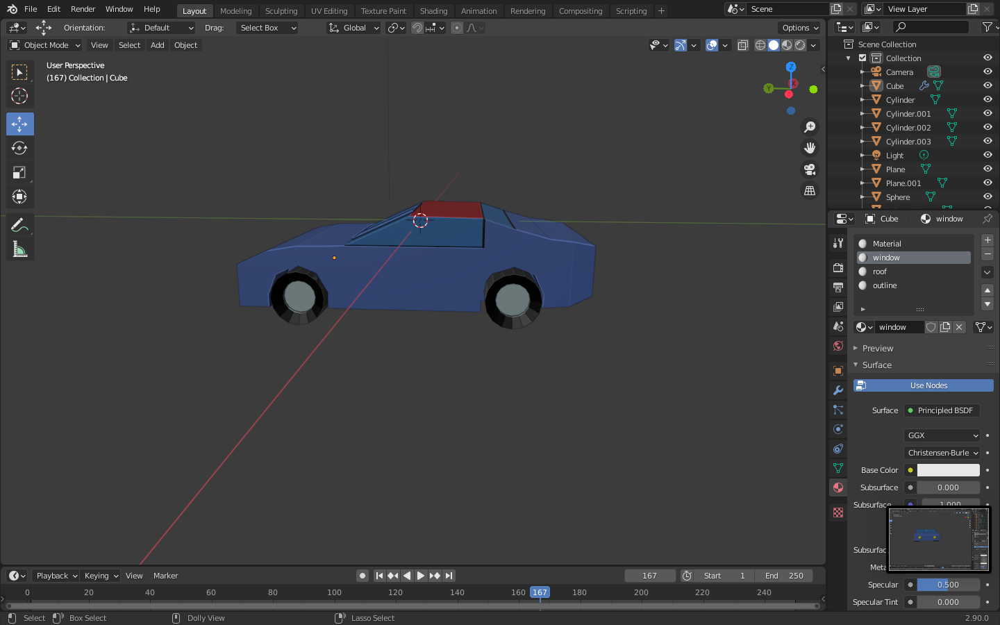 File Edit Render Window Help
Layout Modeling Sculpting UV Editing Texture Paint Shading Animation Rendering Compositing Scripting +
Scene
View Layer
Orientation: Default Drag: Select Box
Global
Options
Object Mode View Select Add Object
User Perspective
(167) Collection | Cube
Z
Y
X
Scene Collection
Collection
Camera
Cube
Cylinder
Cylinder.001
Cylinder.002
Cylinder.003
Light
Plane
Plane.001
Sphere
Cube window
Material
window
roof
outline
window
Preview
Surface
Use Nodes
Surface Principled BSDF
GGX
Christensen-Burle
Base Color
Subsurface 0.000
Subsurface 1.000
Subsurfac
Meta
Specular 0.500
Specular Tint 0.000
Playback Keying View Marker
167 Start 1 End 250
0 20 40 60 80 100 120 140 160 167 180 200 220 240
Select Box Select Dolly View Lasso Select 2.90.0